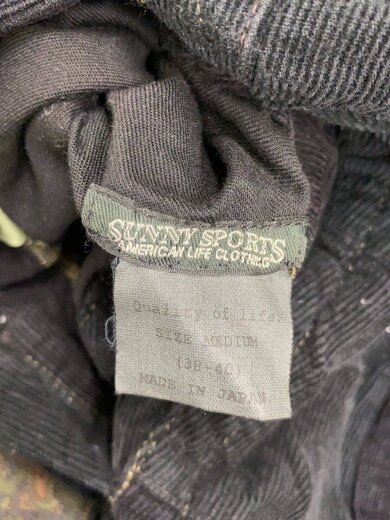 SUNNY SPORTS
AMERICAN LIFE CLOTHING
Quality of life
SIZE MEDIUM
(38-40)
MADE IN JAPAN